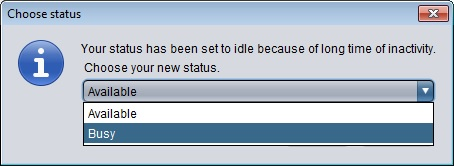 Choose status
Your status has been set to idle because of long time of inactivity.
Choose your new status.
Available
Available
Busy